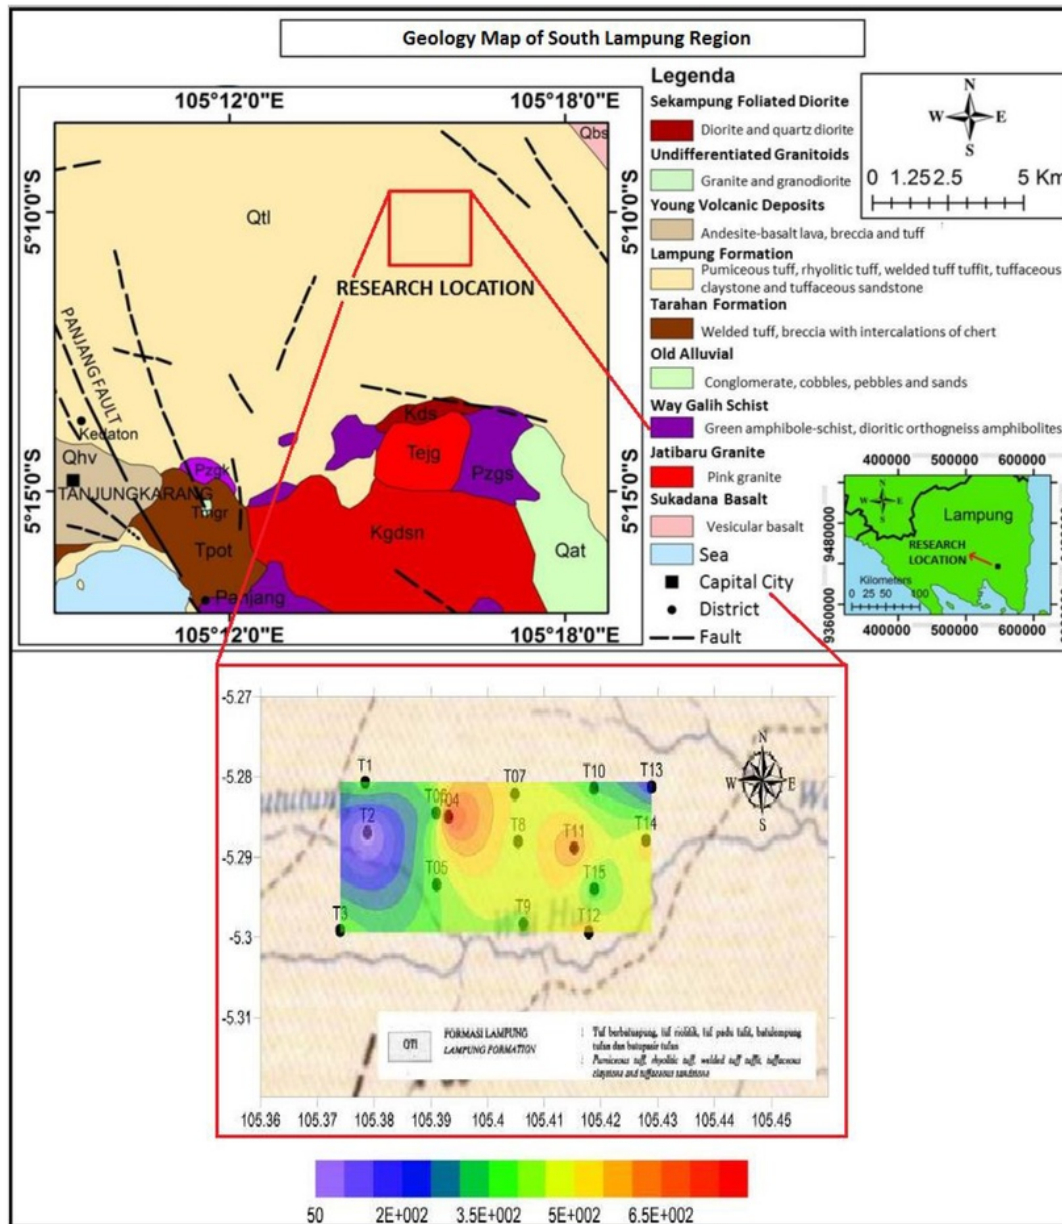 Geology Map of South Lampung Region
105°12'0"E
105°18'0"E
5°10'0"S
5°10'0"S
5°15'0"S
5°15'0"S
105°12'0"E
105°18'0"E
Qbs
Qtl
RESEARCH LOCATION
PANJANG FAULT
Kedaton
Qhv
TANJUNGKARANG
Pzgk
Tmgr
Tpot
Panjang
Kds
Tejg
Pzgs
Kgdsn
Qat
Legenda
Sekampung Foliated Diorite
Diorite and quartz diorite
Undifferentiated Granitoids
Granite and granodiorite
Young Volcanic Deposits
Andesite-basalt lava, breccia and tuff
Lampung Formation
Pumiceous tuff, rhyolitic tuff, welded tuff tuffit, tuffaceous
claystone and tuffaceous sandstone
Tarahan Formation
Welded tuff, breccia with intercalations of chert
Old Alluvial
Conglomerate, cobbles, pebbles and sands
Way Galih Schist
Green amphibole-schist, dioritic orthogneiss amphibolites
Jatibaru Granite
Pink granite
Sukadana Basalt
Vesicular basalt
Sea
Capital City
District
Fault
N
W E
S
0 1.25 2.5 5 Km
400000 500000 600000
9480000
9360000
N
W E
S
Lampung
RESEARCH
LOCATION
Kilometers
0 25 50 100
400000 500000 600000
-5.27
-5.28
-5.29
-5.3
-5.31
T1
T2
T3
T06
T04
T05
T07
T8
T9
T10
T11
T15
T12
T13
T14
N
W E
S
QTl
FORMASI LAMPUNG
LAMPUNG FORMATION
: Tuf berbatuapung, tuf riolitik, tuf padu tufit, batulempung
tufan dan batupasir tufan
: Pumiceous tuff, rhyolitic tuff, welded tuff tuffit, tuffaceous
claystone and tuffaceous sandstone
105.36 105.37 105.38 105.39 105.4 105.41 105.42 105.43 105.44 105.45
50 2E+002 3.5E+002 5E+002 6.5E+002